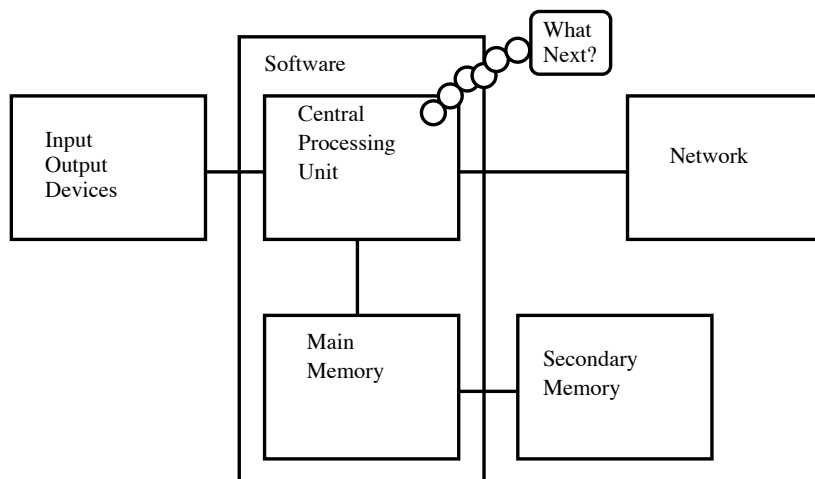 What
Next?
Software
Input
Output
Devices
Central
Processing
Unit
Network
Main
Memory
Secondary
Memory